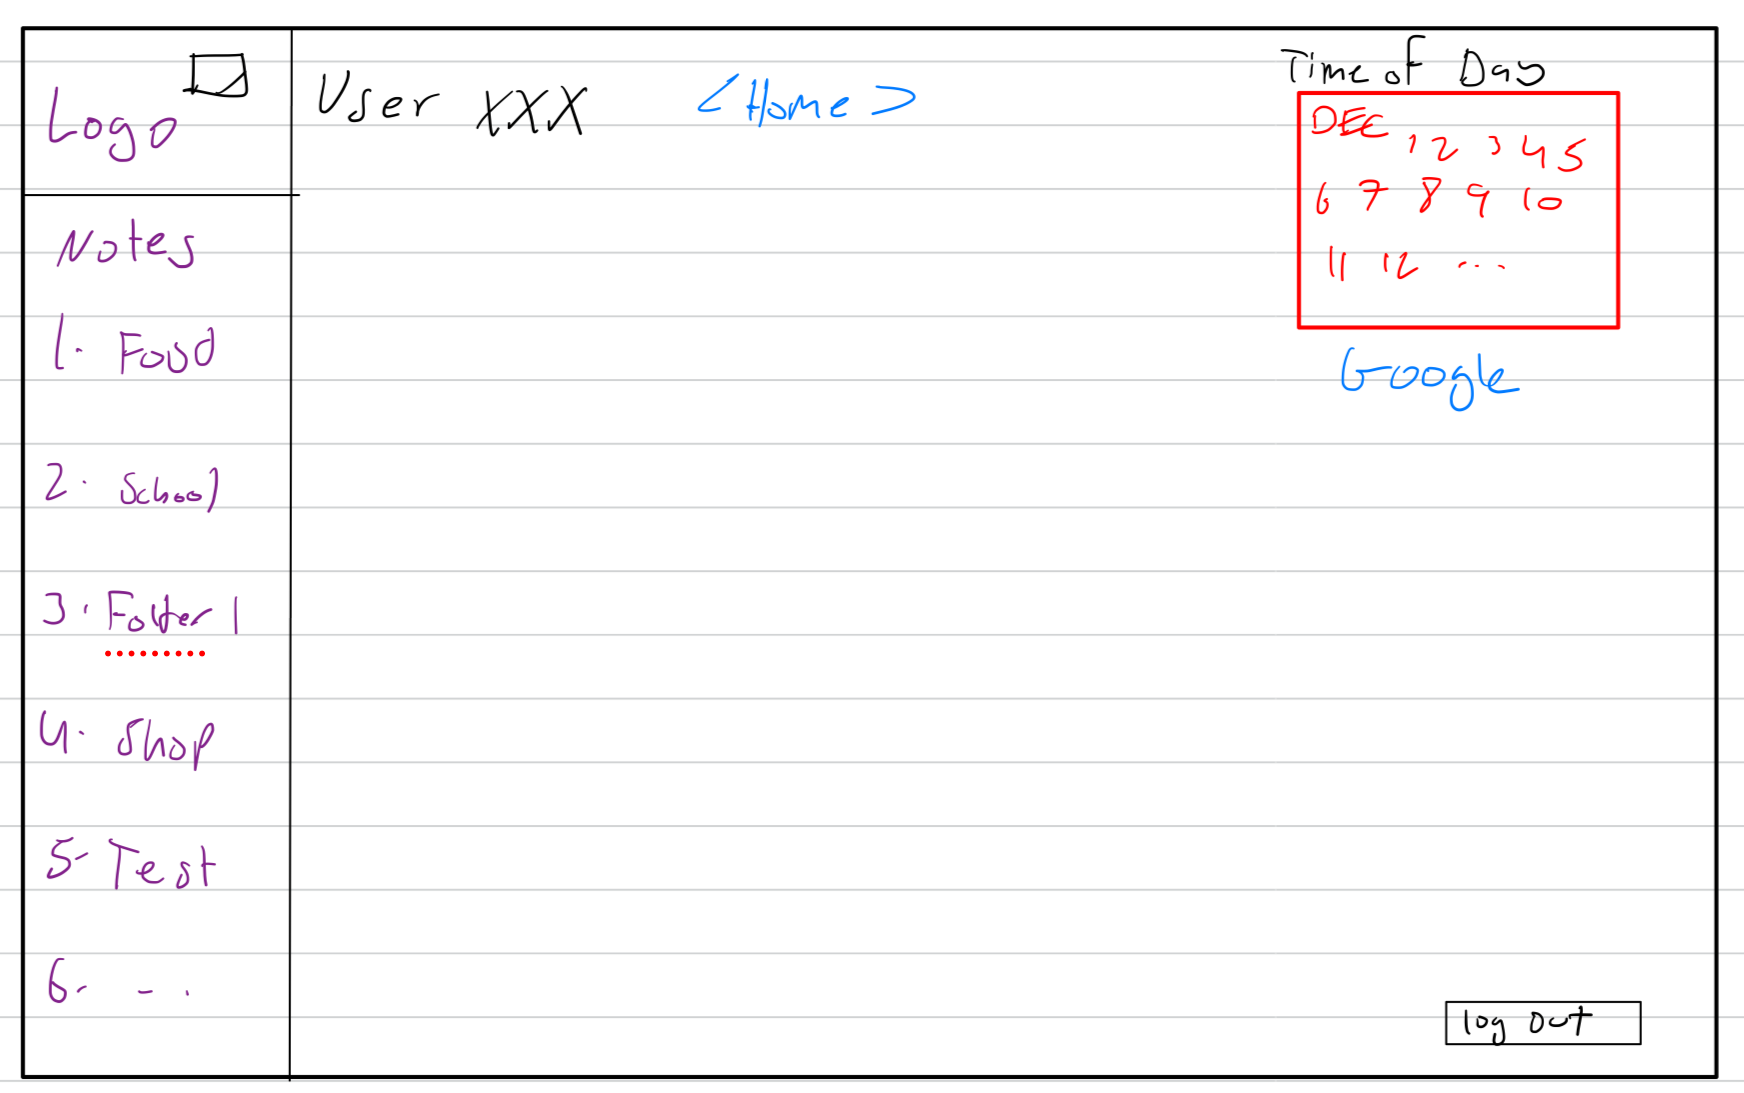 Logo
User XXX
<Home>
Time of Day
DEC
1 2 3 4 5
6 7 8 9 10
11 12 ...
Google
Notes
1. Food
2. School
3. Folter 1
4. Shop
5- Test
6. - .
log out